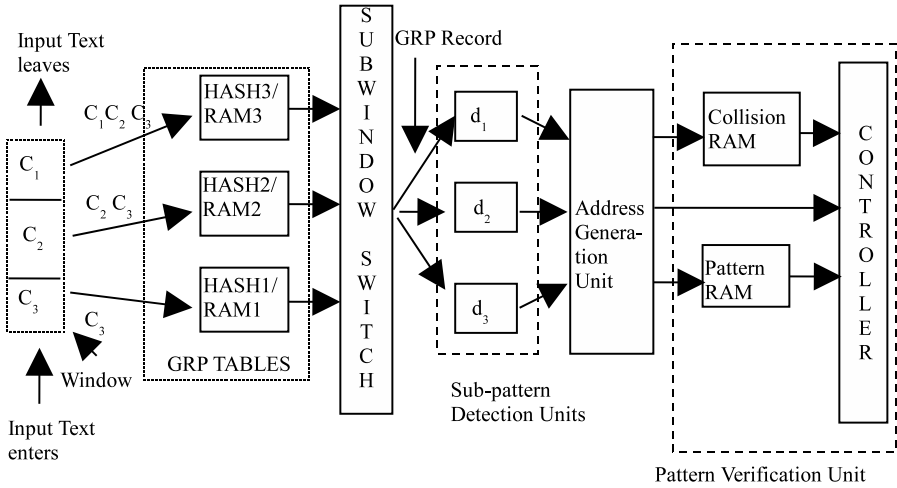 Input Text
leaves
C1
C2
C3
Window
Input Text
enters
C1C2 C3
C2 C3
C3
HASH3/
RAM3
HASH2/
RAM2
HASH1/
RAM1
GRP TABLES
S
U
B
W
I
N
D
O
W
S
W
I
T
C
H
GRP Record
d1
d2
d3
Sub-pattern
Detection Units
Address
Genera-
tion
Unit
Collision
RAM
Pattern
RAM
C
O
N
T
R
O
L
L
E
R
Pattern Verification Unit